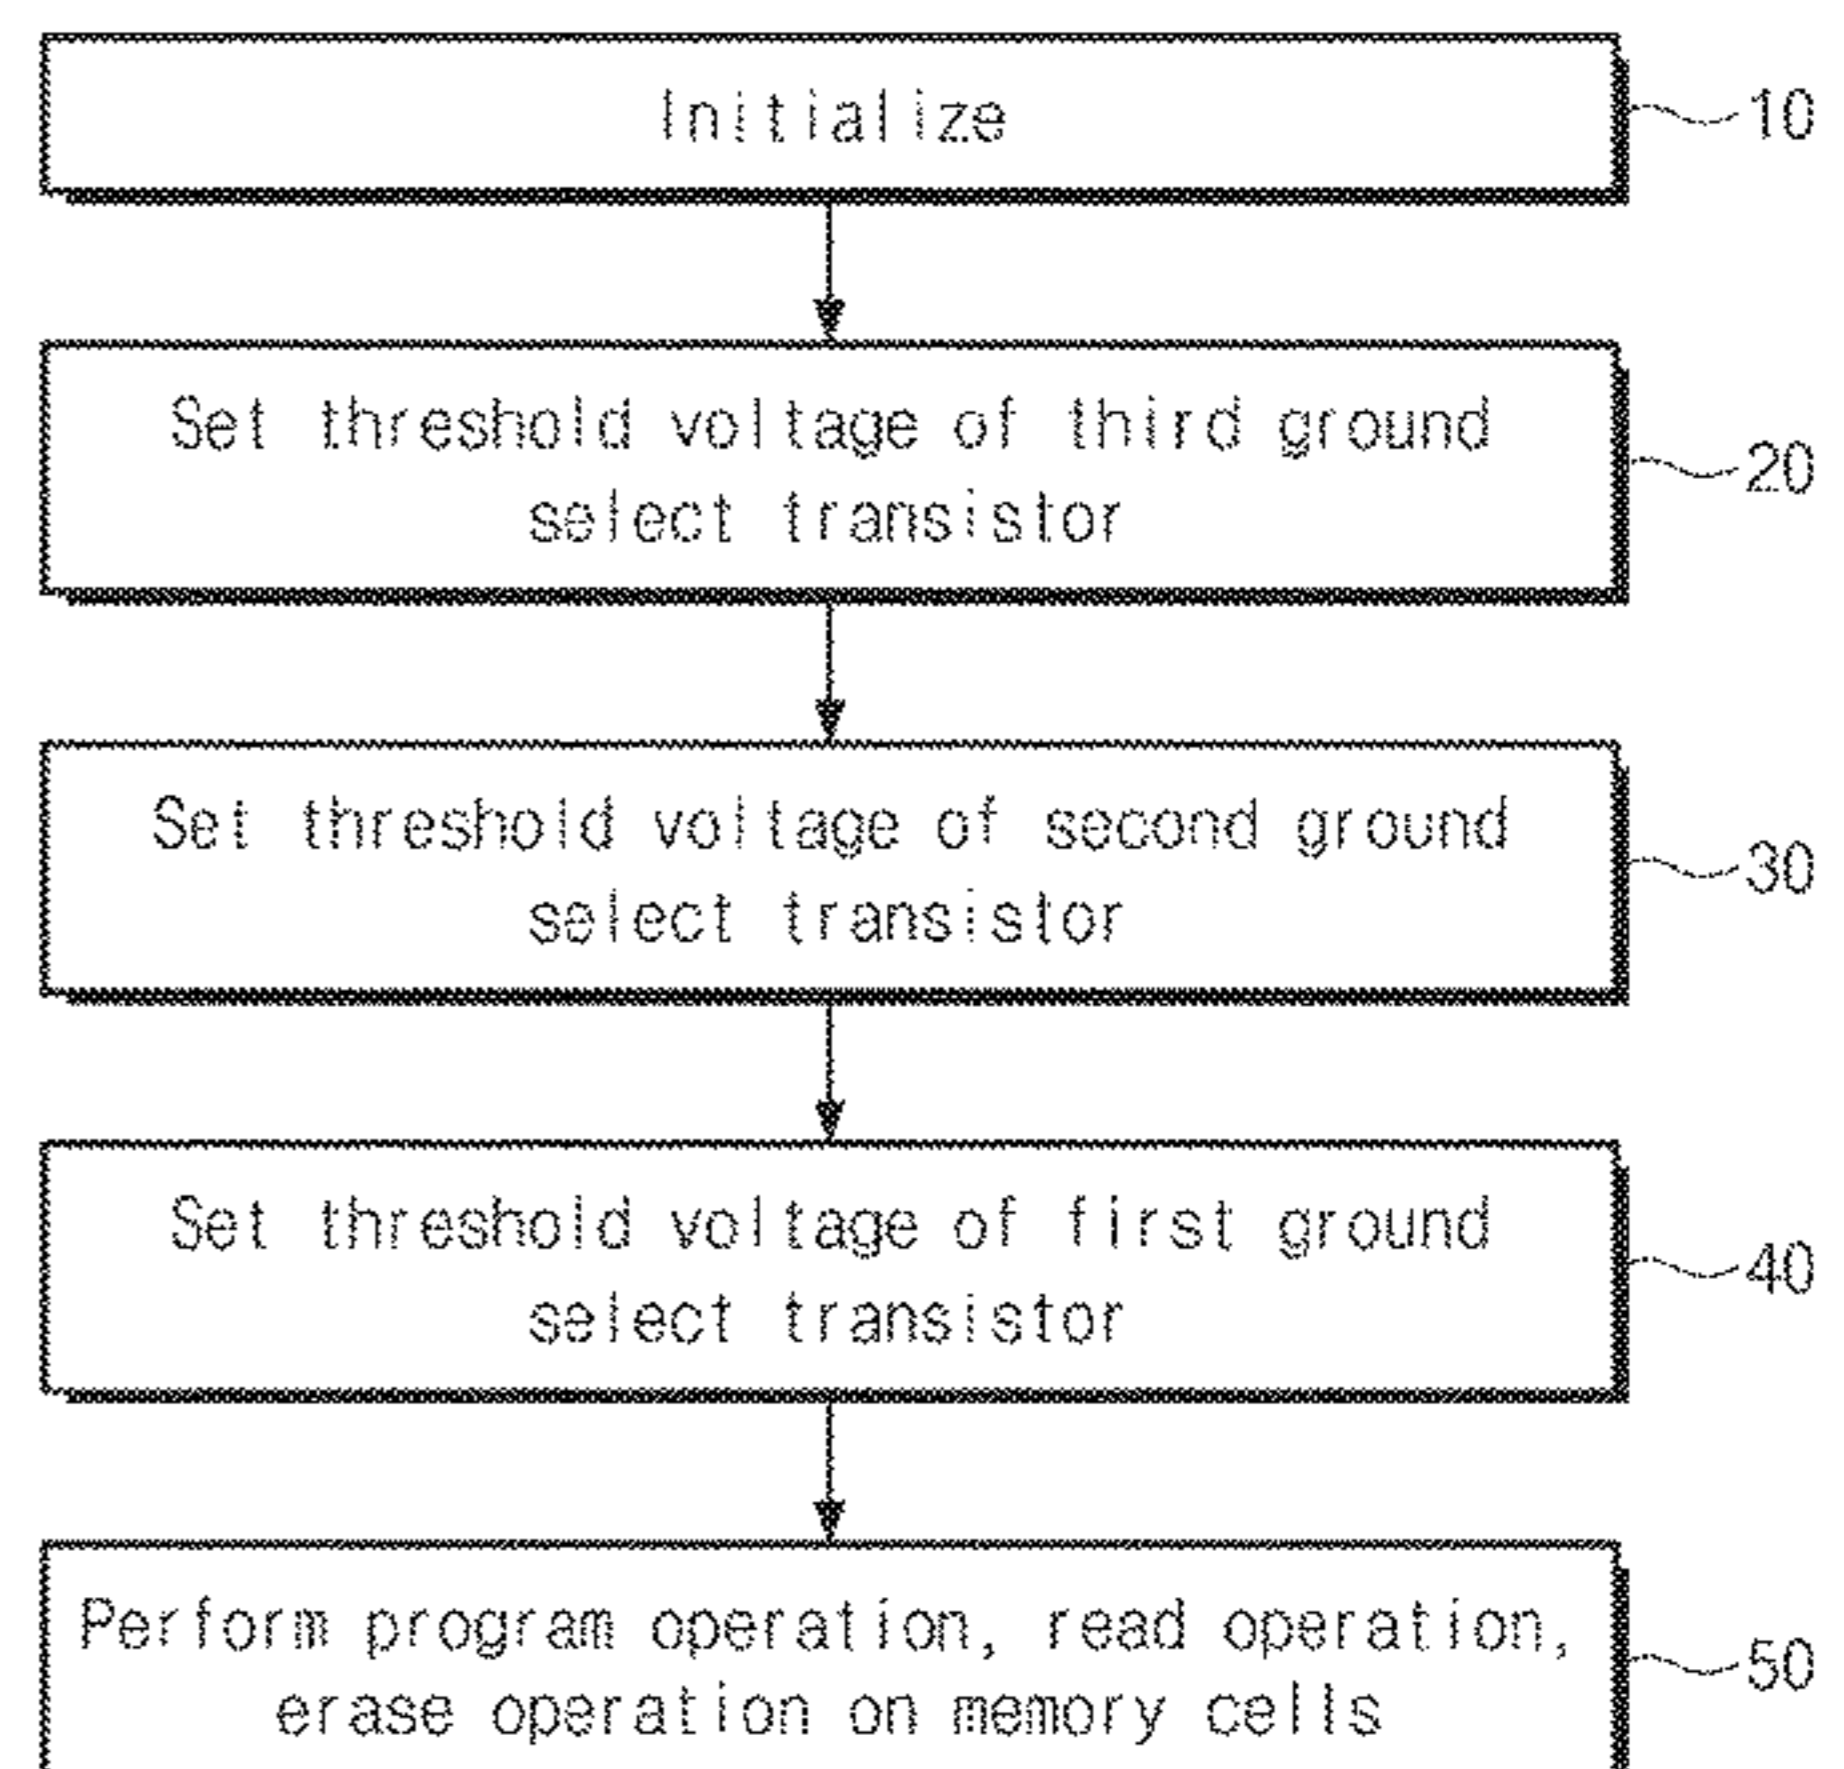 Initialize
10
Set threshold voltage of third ground
select transistor
20
Set threshold voltage of second ground
select transistor
30
Set threshold voltage of first ground
select transistor
40
Perform program operation, read operation,
erase operation on memory cells
50